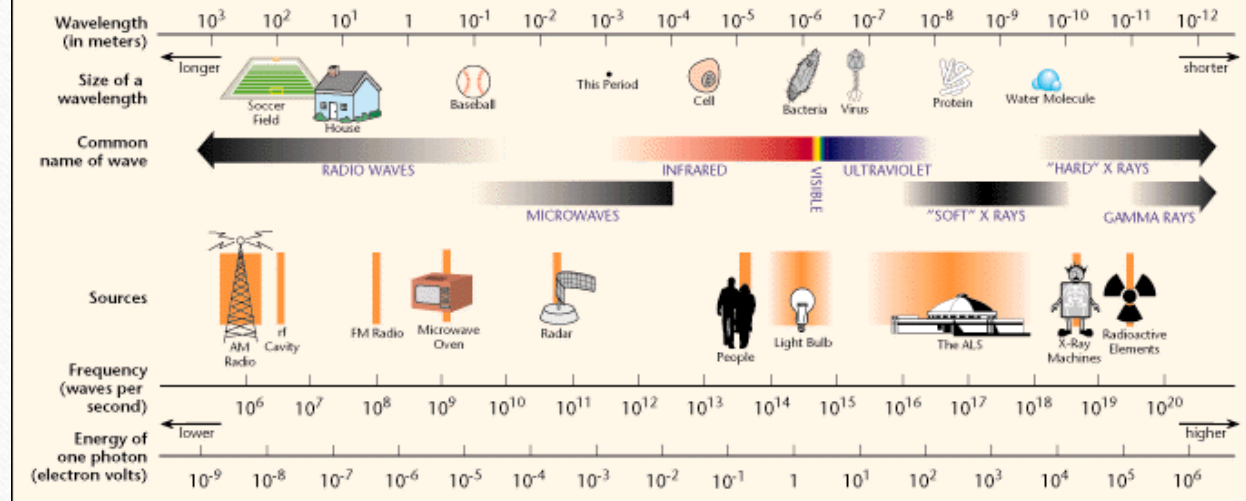 Wavelength (in meters) 10³ 10² 10¹ 1 10⁻¹ 10⁻² 10⁻³ 10⁻⁴ 10⁻⁵ 10⁻⁶ 10⁻⁷ 10⁻⁸ 10⁻⁹ 10⁻¹⁰ 10⁻¹¹ 10⁻¹²
longer shorter
Size of a wavelength
Soccer Field
House
Baseball
This Period
Cell
Bacteria
Virus
Protein
Water Molecule
Common name of wave
RADIO WAVES
INFRARED
VISIBLE
ULTRAVIOLET
"HARD" X RAYS
MICROWAVES
"SOFT" X RAYS
GAMMA RAYS
Sources
AM Radio
rf Cavity
FM Radio
Microwave Oven
Radar
People
Light Bulb
The ALS
X-Ray Machines
Radioactive Elements
Frequency (waves per second) 10⁶ 10⁷ 10⁸ 10⁹ 10¹⁰ 10¹¹ 10¹² 10¹³ 10¹⁴ 10¹⁵ 10¹⁶ 10¹⁷ 10¹⁸ 10¹⁹ 10²⁰
lower higher
Energy of one photon (electron volts) 10⁻⁹ 10⁻⁸ 10⁻⁷ 10⁻⁶ 10⁻⁵ 10⁻⁴ 10⁻³ 10⁻² 10⁻¹ 1 10¹ 10² 10³ 10⁴ 10⁵ 10⁶